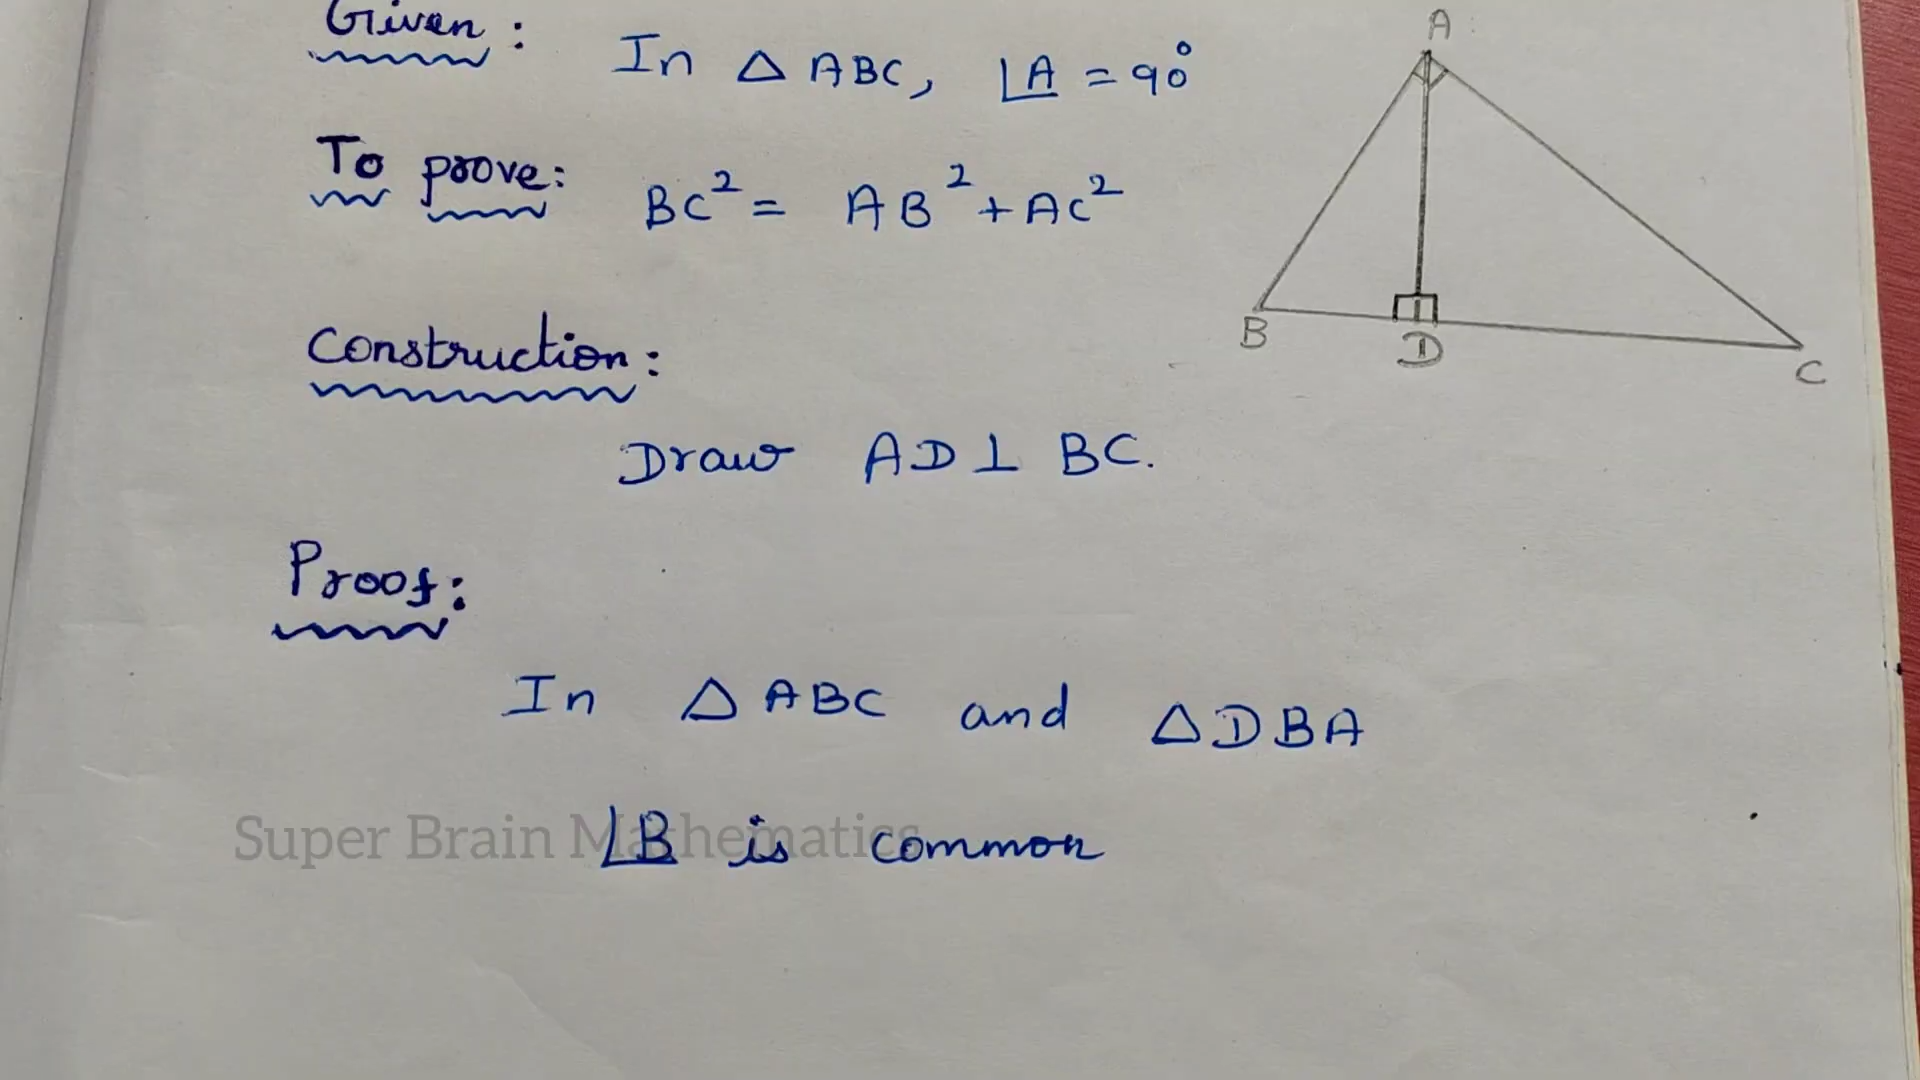 Given:
In △ ABC, ∟A = 90°
To prove:
BC² = AB² + AC²
A
B
D
C
Construction:
Draw AD ⊥ BC.
Proof:
In △ ABC and △ DBA
∟B is common
Super Brain Mathematics